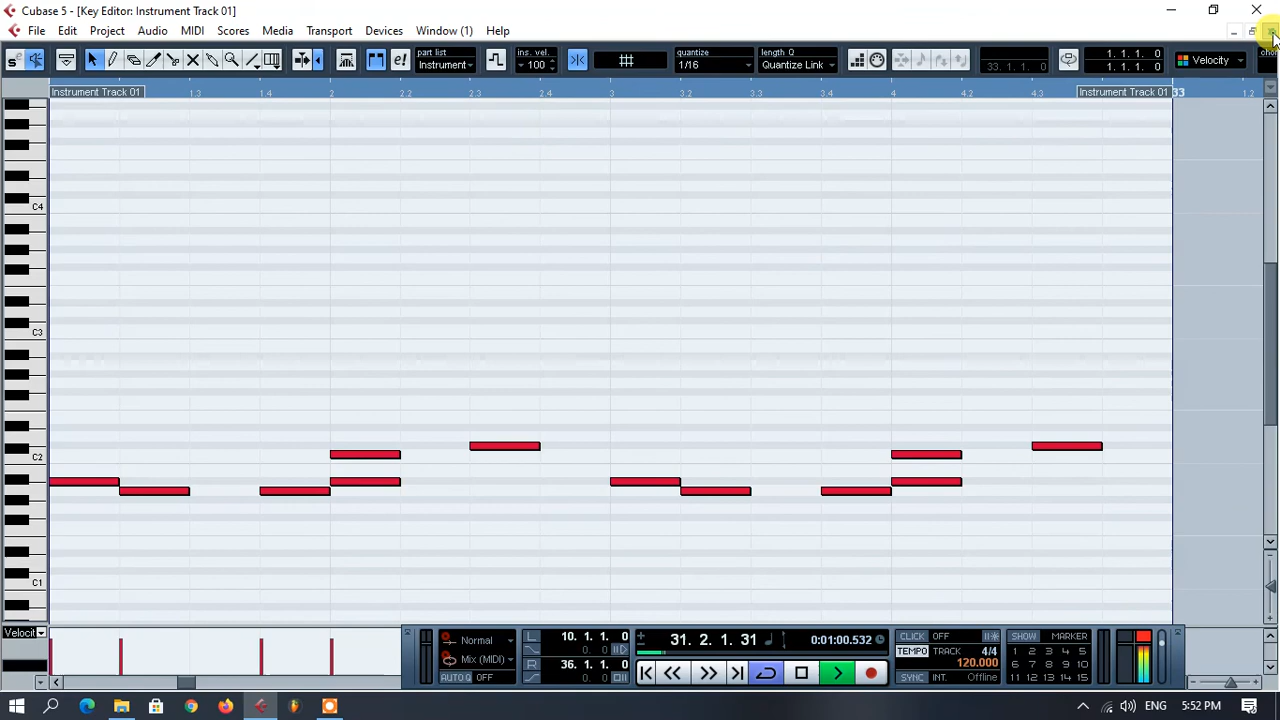 Cubase 5 - [Key Editor: Instrument Track 01]
File Edit Project Audio MIDI Scores Media Transport Devices Window (1) Help
part list ins. vel. quantize length Q
Instrument 100 1/16 Quantize Link 33. 1. 1. 0 1. 1. 1. 0 1. 1. 1. 0 Velocity
Instrument Track 01 1.3 1.4 2 2.2 2.3 2.4 3 3.2 3.3 3.4 4 4.2 4.3 Instrument Track 01 33 1.2
C4
C3
C2
C1
Velocit
Normal L 10. 1. 1. 0 31. 2. 1. 31 0:01:00.532 CLICK OFF SHOW MARKER
Mix (MIDI) R 36. 1. 1. 0 TEMPO TRACK 4/4 120.000 1 2 3 4 5 6 7 8 9 10 11 12 13 14 15
AUTO Q OFF SYNC INT. Offline
ENG 5:52 PM